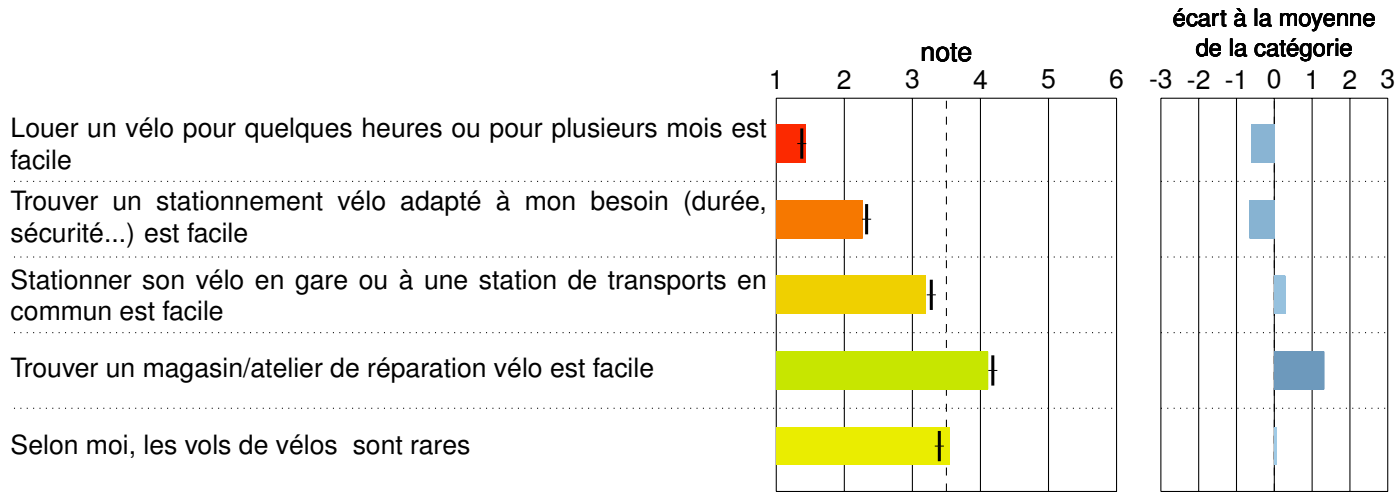 écart à la moyenne
de la catégorie
note
1 2 3 4 5 6 -3 -2 -1 0 1 2 3
Louer un vélo pour quelques heures ou pour plusieurs mois est
facile
Trouver un stationnement vélo adapté à mon besoin (durée,
sécurité...) est facile
Stationner son vélo en gare ou à une station de transports en
commun est facile
Trouver un magasin/atelier de réparation vélo est facile
Selon moi, les vols de vélos sont rares